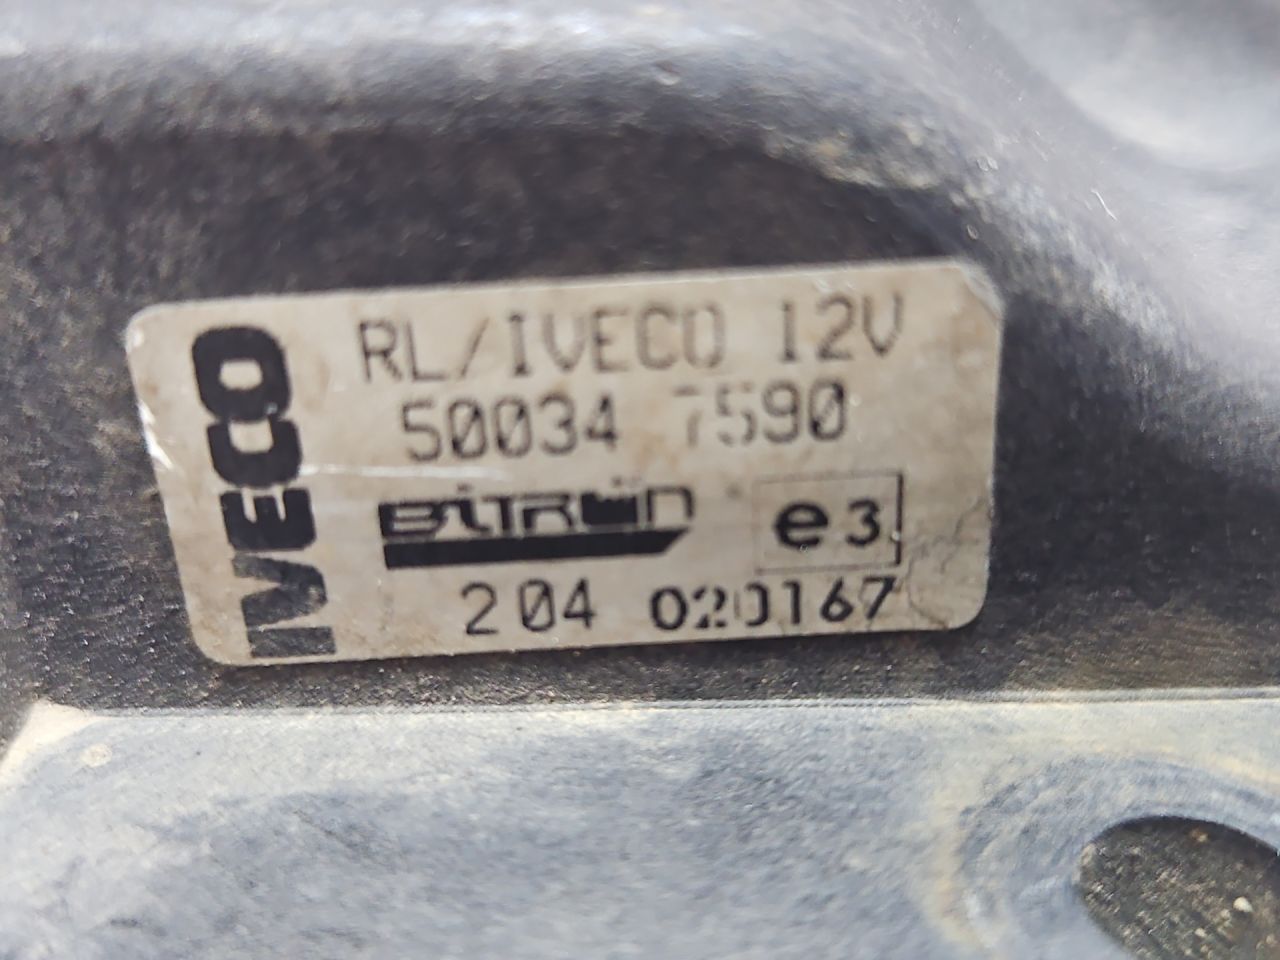 IVECO
RL/IVECO 12V
50034 7590
BITRON e3
204 020167